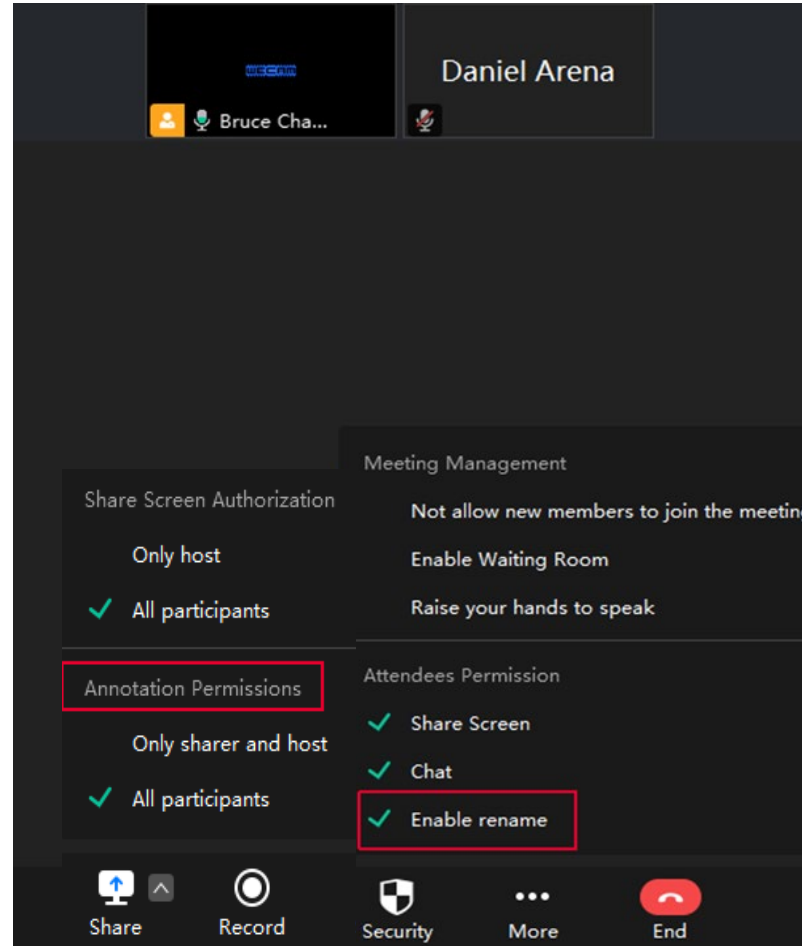 WECAM
Bruce Cha...
Daniel Arena
Share Screen Authorization
Only host
All participants
Annotation Permissions
Only sharer and host
All participants
Meeting Management
Not allow new members to join the meetin
Enable Waiting Room
Raise your hands to speak
Attendees Permission
Share Screen
Chat
Enable rename
Share
Record
Security
More
End